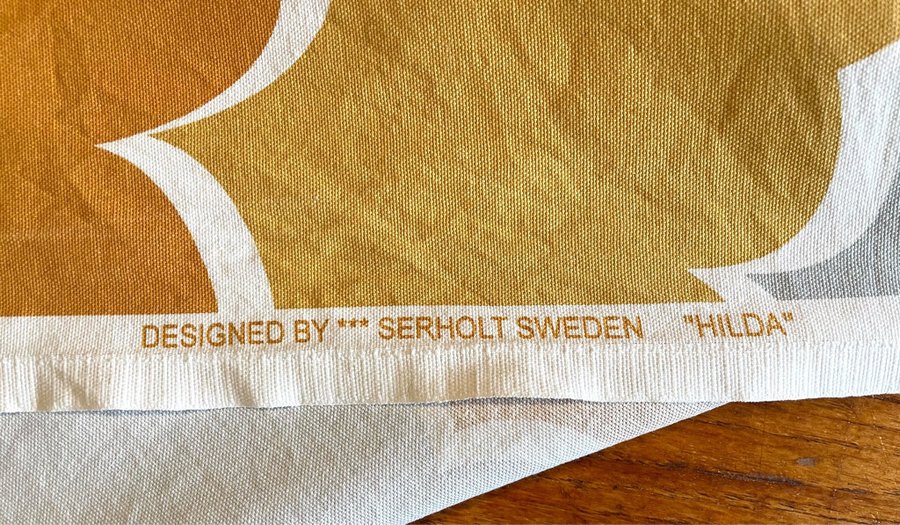 DESIGNED BY *** SERHOLT SWEDEN "HILDA"